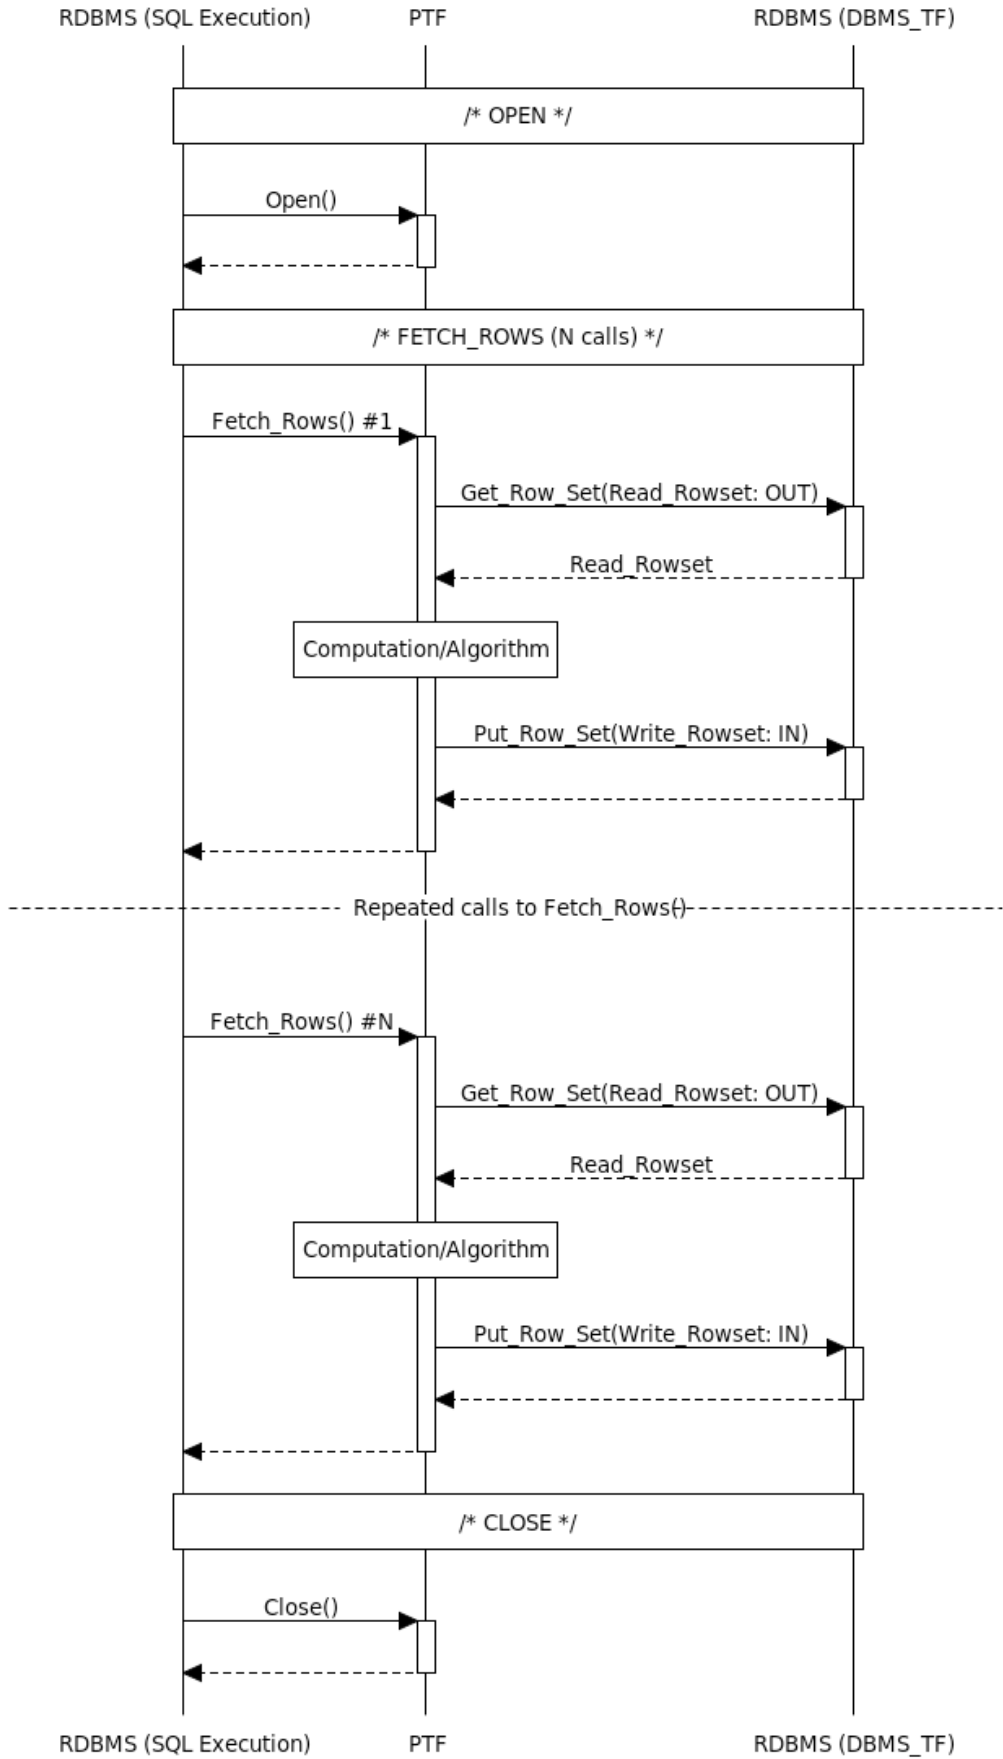 RDBMS (SQL Execution) PTF RDBMS (DBMS_TF)
/* OPEN */
Open()
/* FETCH_ROWS (N calls) */
Fetch_Rows() #1
Get_Row_Set(Read_Rowset: OUT)
Read_Rowset
Computation/Algorithm
Put_Row_Set(Write_Rowset: IN)
Repeated calls to Fetch_Rows()
Fetch_Rows() #N
Get_Row_Set(Read_Rowset: OUT)
Read_Rowset
Computation/Algorithm
Put_Row_Set(Write_Rowset: IN)
/* CLOSE */
Close()
RDBMS (SQL Execution) PTF RDBMS (DBMS_TF)